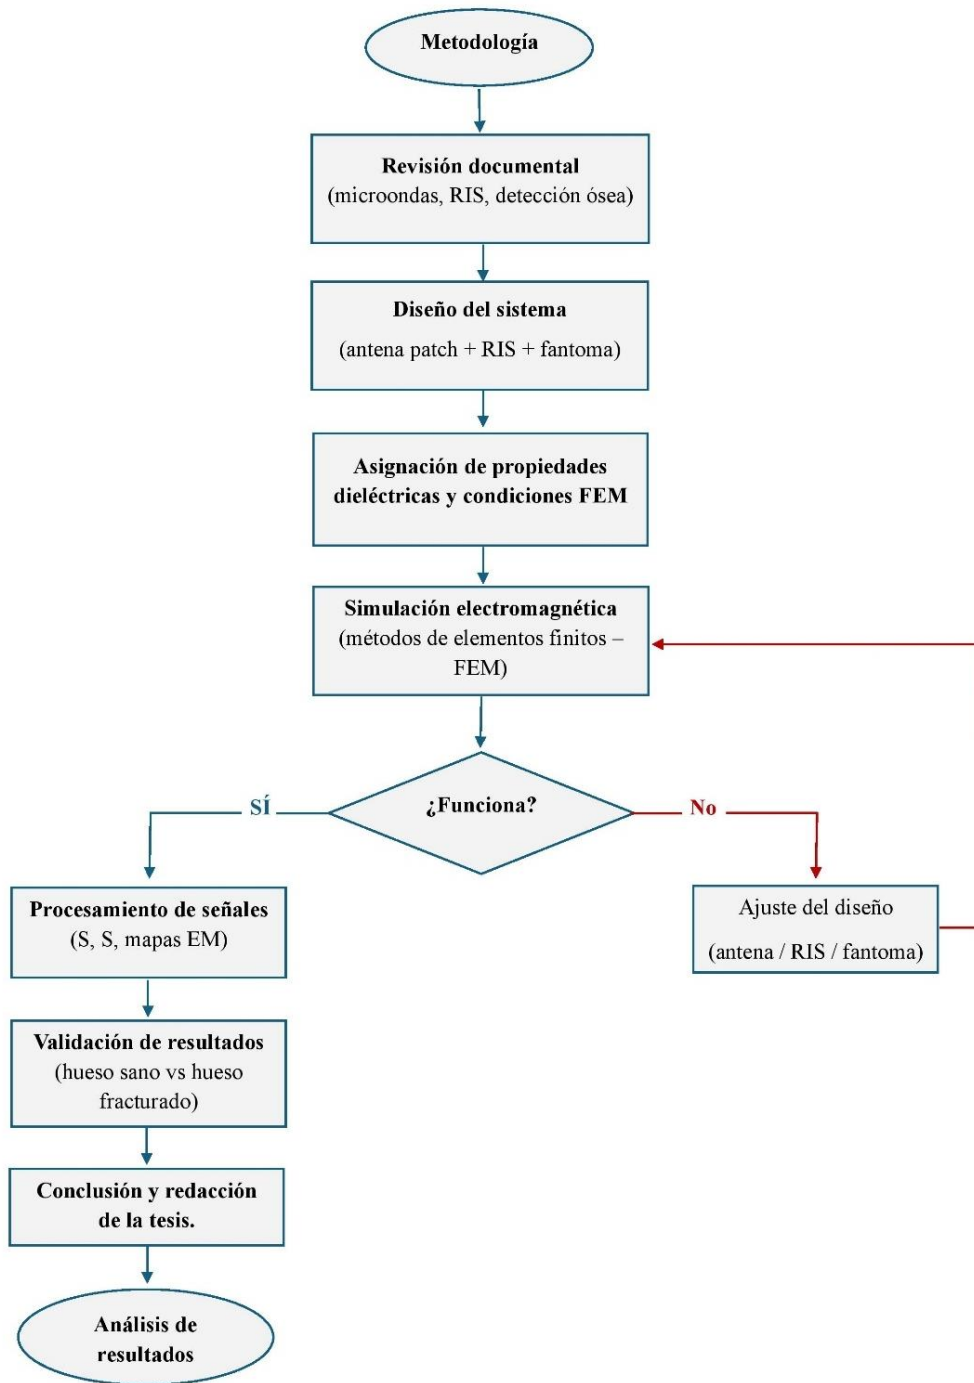 Metodología
Revisión documental
(microondas, RIS, detección ósea)
Diseño del sistema
(antena patch + RIS + fantoma)
Asignación de propiedades
dieléctricas y condiciones FEM
Simulación electromagnética
(métodos de elementos finitos –
FEM)
¿Funciona?
SÍ
No
Procesamiento de señales
(S, S, mapas EM)
Ajuste del diseño
(antena / RIS / fantoma)
Validación de resultados
(hueso sano vs hueso
fracturado)
Conclusión y redacción
de la tesis.
Análisis de
resultados